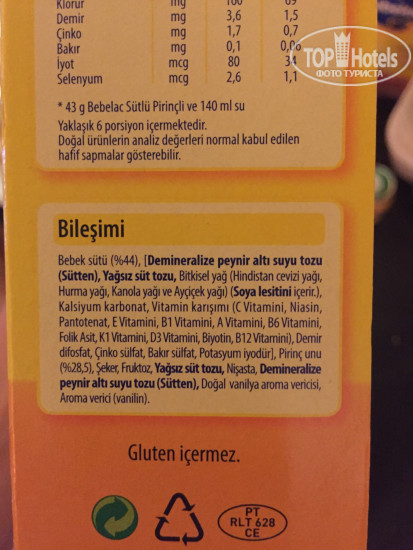 Klorür mg 100 69
Demir mg 3,6 1,5
Çinko mg 1,7 0,7
Bakır mg 0,1 0,06
İyot mcg 80 34
Selenyum mcg 2,6 1,1
* 43 g Bebelac Sütlü Pirinçli ve 140 ml su
Yaklaşık 6 porsiyon içermektedir.
Doğal ürünlerin analiz değerleri normal kabul edilen
hafif sapmalar gösterebilir.
TOP Hotels
ФОТО ТУРИСТА
Bileşimi
Bebek sütü (%44), [Demineralize peynir altı suyu tozu
(Sütten), Yağsız süt tozu, Bitkisel yağ (Hindistan cevizi yağı,
Hurma yağı, Kanola yağı ve Ayçiçek yağı) (Soya lesitini içerir.),
Kalsiyum karbonat, Vitamin karışımı (C Vitamini, Niasin,
Pantotenat, E Vitamini, B1 Vitamini, A Vitamini, B6 Vitamini,
Folik Asit, K1 Vitamini, D3 Vitamini, Biyotin, B12 Vitamini), Demir
difosfat, Çinko sülfat, Bakır sülfat, Potasyum iyodür], Pirinç unu
(%28,5), Şeker, Fruktoz, Yağsız süt tozu, Nişasta, Demineralize
peynir altı suyu tozu (Sütten), Doğal vanilya aroma vericisi,
Aroma verici (vanilin).
Gluten içermez.
PT
RLT 628
CE